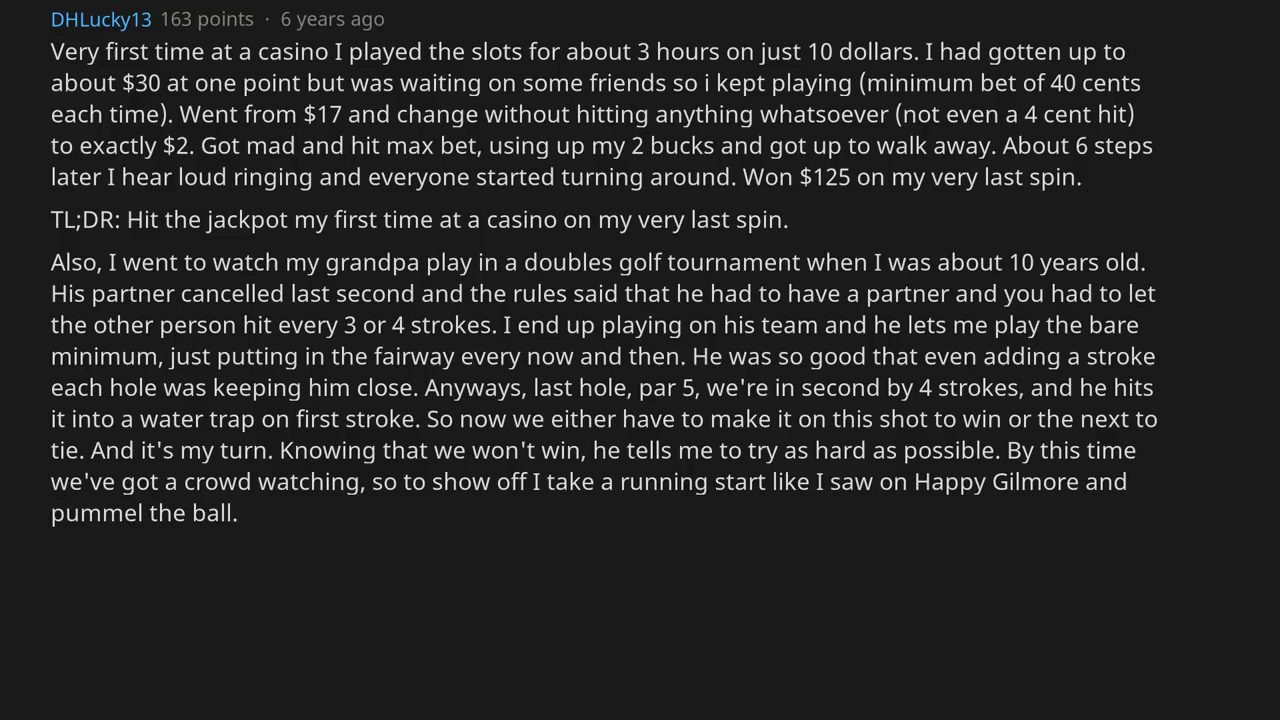 DHLucky13 163 points · 6 years ago
Very first time at a casino I played the slots for about 3 hours on just 10 dollars. I had gotten up to
about $30 at one point but was waiting on some friends so i kept playing (minimum bet of 40 cents
each time). Went from $17 and change without hitting anything whatsoever (not even a 4 cent hit)
to exactly $2. Got mad and hit max bet, using up my 2 bucks and got up to walk away. About 6 steps
later I hear loud ringing and everyone started turning around. Won $125 on my very last spin.
TL;DR: Hit the jackpot my first time at a casino on my very last spin.
Also, I went to watch my grandpa play in a doubles golf tournament when I was about 10 years old.
His partner cancelled last second and the rules said that he had to have a partner and you had to let
the other person hit every 3 or 4 strokes. I end up playing on his team and he lets me play the bare
minimum, just putting in the fairway every now and then. He was so good that even adding a stroke
each hole was keeping him close. Anyways, last hole, par 5, we're in second by 4 strokes, and he hits
it into a water trap on first stroke. So now we either have to make it on this shot to win or the next to
tie. And it's my turn. Knowing that we won't win, he tells me to try as hard as possible. By this time
we've got a crowd watching, so to show off I take a running start like I saw on Happy Gilmore and
pummel the ball.